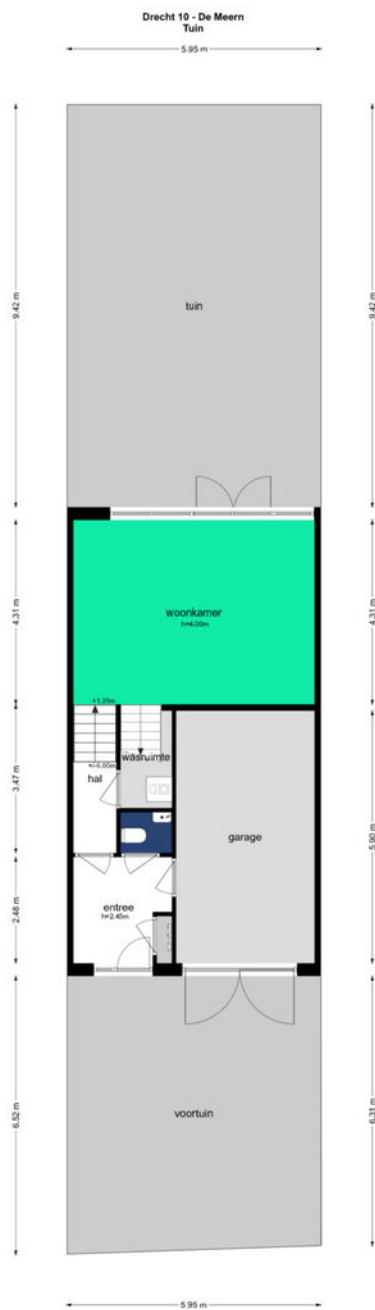 Drecht 10 - De Meern
Tuin
5.95 m
9.42 m
9.42 m
tuin
4.31 m
4.31 m
woonkamer
h=4.00m
+1.35m
wasruimte
+/-0.00m
hal
3.47 m
5.90 m
garage
entree
h=2.45m
2.48 m
6.52 m
6.31 m
voortuin
5.95 m